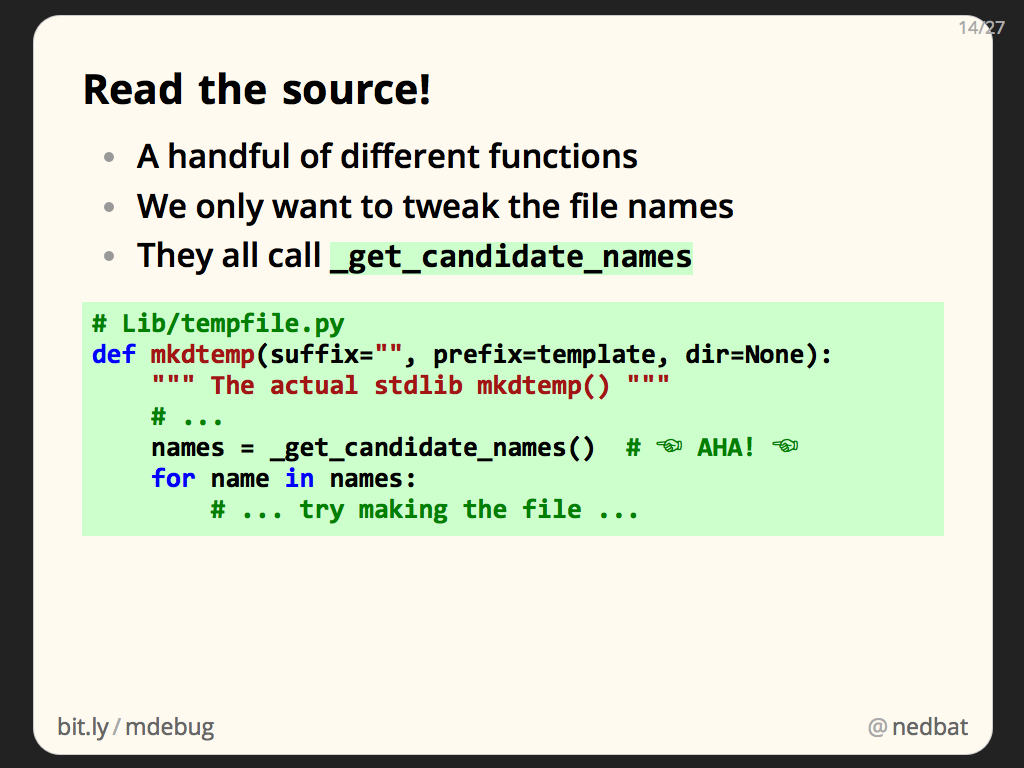 14/27
Read the source!
• A handful of different functions
• We only want to tweak the file names
• They all call _get_candidate_names
# Lib/tempfile.py
def mkdtemp(suffix="", prefix=template, dir=None):
    """ The actual stdlib mkdtemp() """
    # ...
    names = _get_candidate_names()  # ☜ AHA! ☜
    for name in names:
        # ... try making the file ...
bit.ly/mdebug
@nedbat